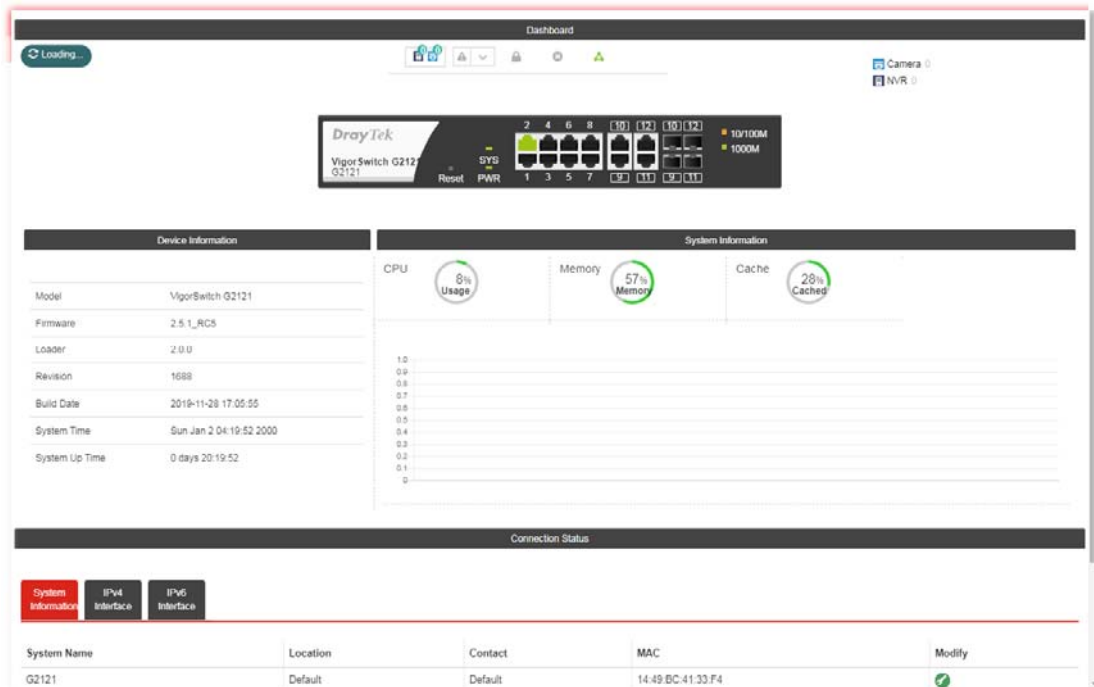 Dashboard
Loading...
0 0
Camera 0
NVR 0
DrayTek
VigorSwitch G2121
G2121
Reset
SYS
PWR
2 4 6 8 10 12 10 12
1 3 5 7 9 11 9 11
10/100M
1000M
Device Information
Model VigorSwitch G2121
Firmware 2.5.1_RC5
Loader 2.0.0
Revision 1688
Build Date 2019-11-28 17:05:55
System Time Sun Jan 2 04:19:52 2000
System Up Time 0 days 20:19:52
System Information
CPU
8%
Usage
Memory
57%
Memory
Cache
28%
Cached
1.0
0.9
0.8
0.7
0.6
0.5
0.4
0.3
0.2
0.1
0
Connection Status
System
Information
IPv4
Interface
IPv6
Interface
System Name Location Contact MAC Modify
G2121 Default Default 14:49:BC:41:33:F4